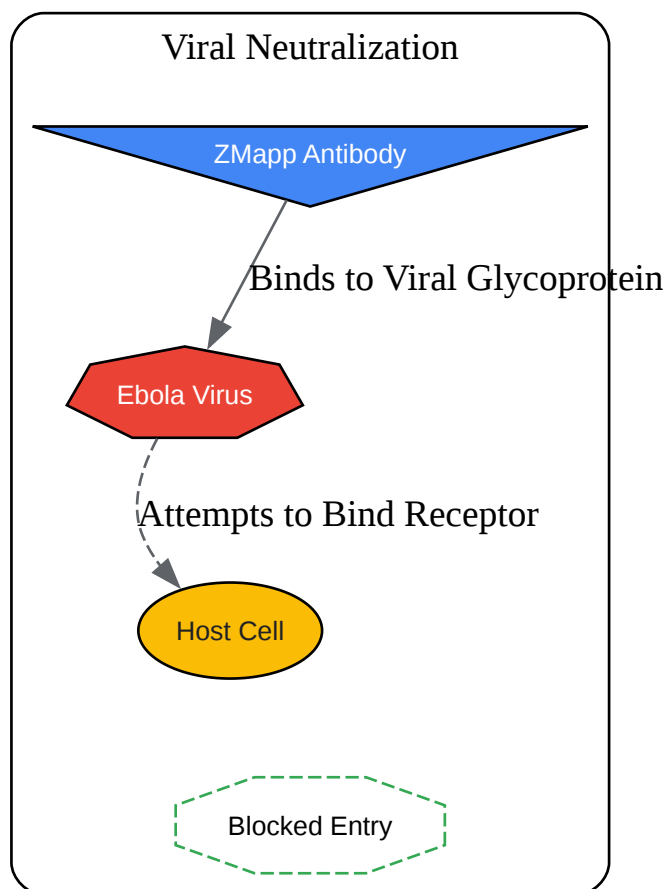 Viral Neutralization
ZMapp Antibody
Binds to Viral Glycoprotein
Ebola Virus
Attempts to Bind Receptor
Host Cell
Blocked Entry